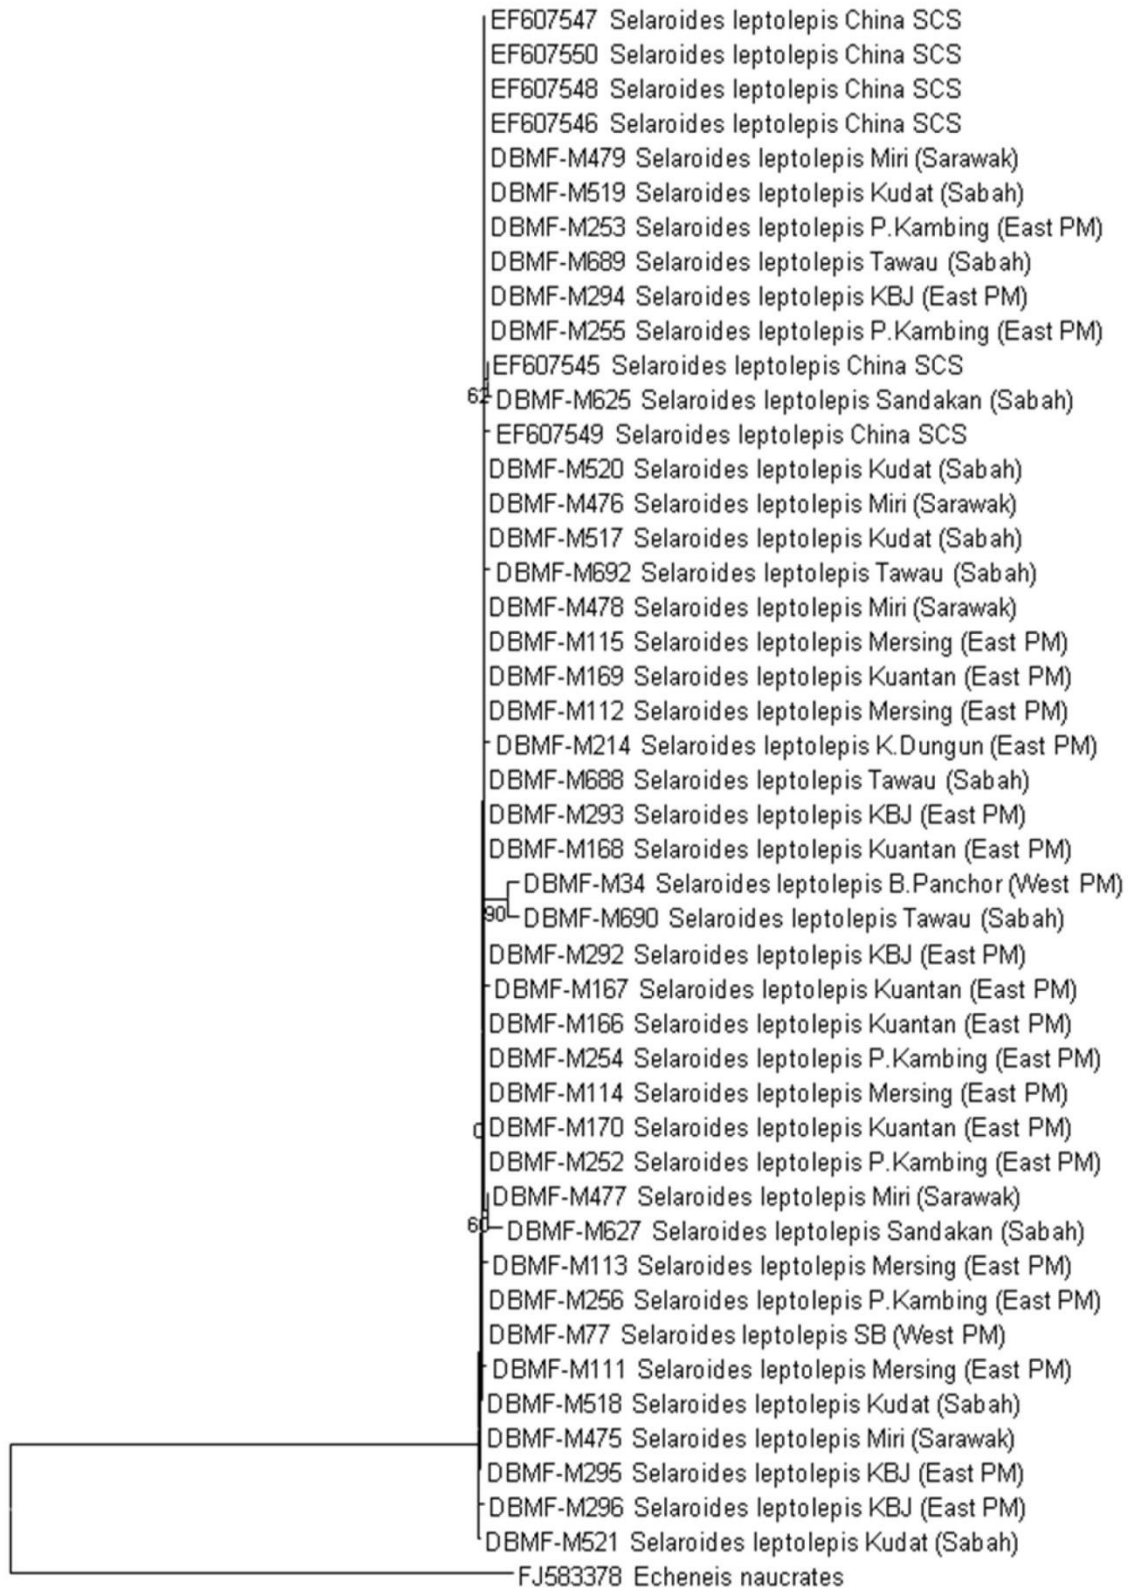 EF607547 Selaroides leptolepis China SCS
EF607550 Selaroides leptolepis China SCS
EF607548 Selaroides leptolepis China SCS
EF607546 Selaroides leptolepis China SCS
DBMF-M479 Selaroides leptolepis Miri (Sarawak)
DBMF-M519 Selaroides leptolepis Kudat (Sabah)
DBMF-M253 Selaroides leptolepis P.Kambing (East PM)
DBMF-M689 Selaroides leptolepis Tawau (Sabah)
DBMF-M294 Selaroides leptolepis KBJ (East PM)
DBMF-M255 Selaroides leptolepis P.Kambing (East PM)
EF607545 Selaroides leptolepis China SCS
62 DBMF-M625 Selaroides leptolepis Sandakan (Sabah)
EF607549 Selaroides leptolepis China SCS
DBMF-M520 Selaroides leptolepis Kudat (Sabah)
DBMF-M476 Selaroides leptolepis Miri (Sarawak)
DBMF-M517 Selaroides leptolepis Kudat (Sabah)
DBMF-M692 Selaroides leptolepis Tawau (Sabah)
DBMF-M478 Selaroides leptolepis Miri (Sarawak)
DBMF-M115 Selaroides leptolepis Mersing (East PM)
DBMF-M169 Selaroides leptolepis Kuantan (East PM)
DBMF-M112 Selaroides leptolepis Mersing (East PM)
DBMF-M214 Selaroides leptolepis K.Dungun (East PM)
DBMF-M688 Selaroides leptolepis Tawau (Sabah)
DBMF-M293 Selaroides leptolepis KBJ (East PM)
DBMF-M168 Selaroides leptolepis Kuantan (East PM)
DBMF-M34 Selaroides leptolepis B.Panchor (West PM)
90 DBMF-M690 Selaroides leptolepis Tawau (Sabah)
DBMF-M292 Selaroides leptolepis KBJ (East PM)
DBMF-M167 Selaroides leptolepis Kuantan (East PM)
DBMF-M166 Selaroides leptolepis Kuantan (East PM)
DBMF-M254 Selaroides leptolepis P.Kambing (East PM)
DBMF-M114 Selaroides leptolepis Mersing (East PM)
DBMF-M170 Selaroides leptolepis Kuantan (East PM)
DBMF-M252 Selaroides leptolepis P.Kambing (East PM)
DBMF-M477 Selaroides leptolepis Miri (Sarawak)
60 DBMF-M627 Selaroides leptolepis Sandakan (Sabah)
DBMF-M113 Selaroides leptolepis Mersing (East PM)
DBMF-M256 Selaroides leptolepis P.Kambing (East PM)
DBMF-M77 Selaroides leptolepis SB (West PM)
DBMF-M111 Selaroides leptolepis Mersing (East PM)
DBMF-M518 Selaroides leptolepis Kudat (Sabah)
DBMF-M475 Selaroides leptolepis Miri (Sarawak)
DBMF-M295 Selaroides leptolepis KBJ (East PM)
DBMF-M296 Selaroides leptolepis KBJ (East PM)
DBMF-M521 Selaroides leptolepis Kudat (Sabah)
FJ583378 Echeneis naucrates